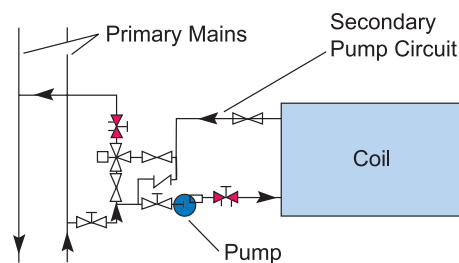 Primary Mains
Secondary
Pump Circuit
Coil
Pump